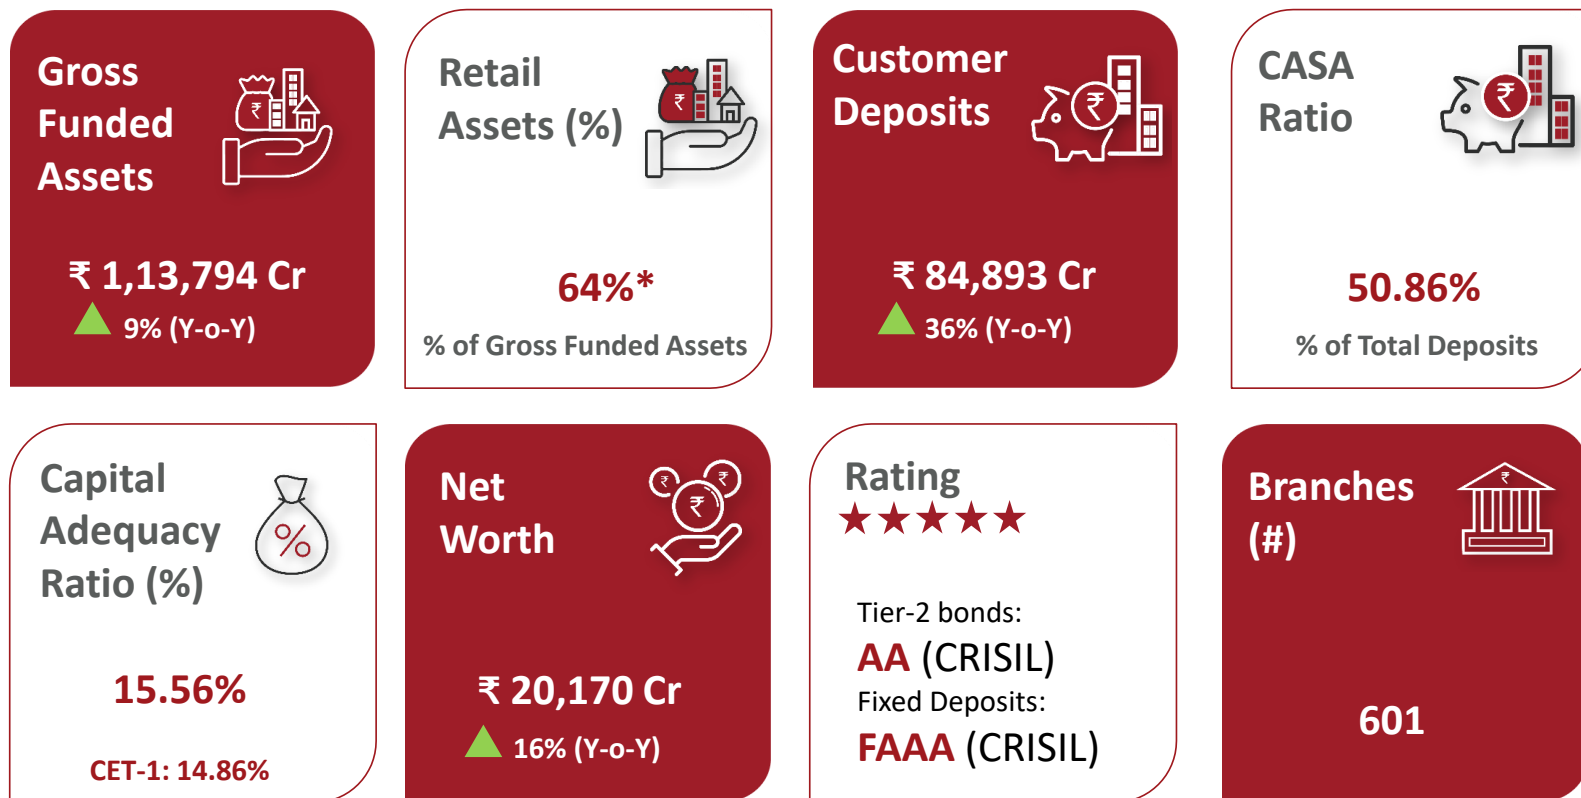 Gross
Funded
Assets
₹
₹ 1,13,794 Cr
9% (Y-o-Y)
Retail
Assets (%)
₹
64%*
% of Gross Funded Assets
Customer
Deposits
₹
₹ 84,893 Cr
36% (Y-o-Y)
CASA
Ratio
₹
50.86%
% of Total Deposits
Capital
Adequacy
Ratio (%)
%
15.56%
CET-1: 14.86%
Net
Worth
₹ ₹
₹
₹ 20,170 Cr
16% (Y-o-Y)
Rating
Tier-2 bonds:
AA (CRISIL)
Fixed Deposits:
FAAA (CRISIL)
Branches
(#)
₹
601